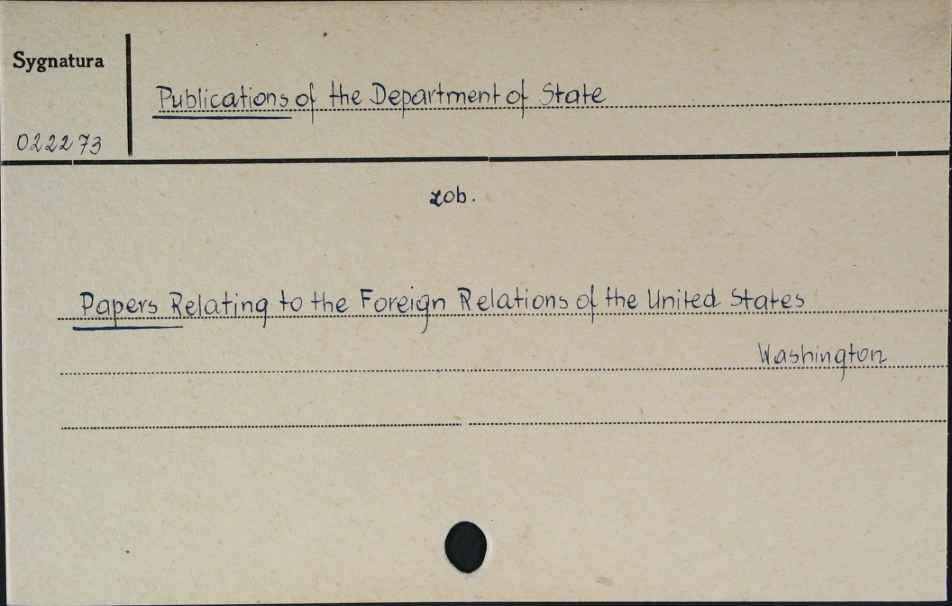 Sygnatura
Publications of the Department of State
022273
zob.
Papers Relating to the Foreign Relations of the United States
Washington